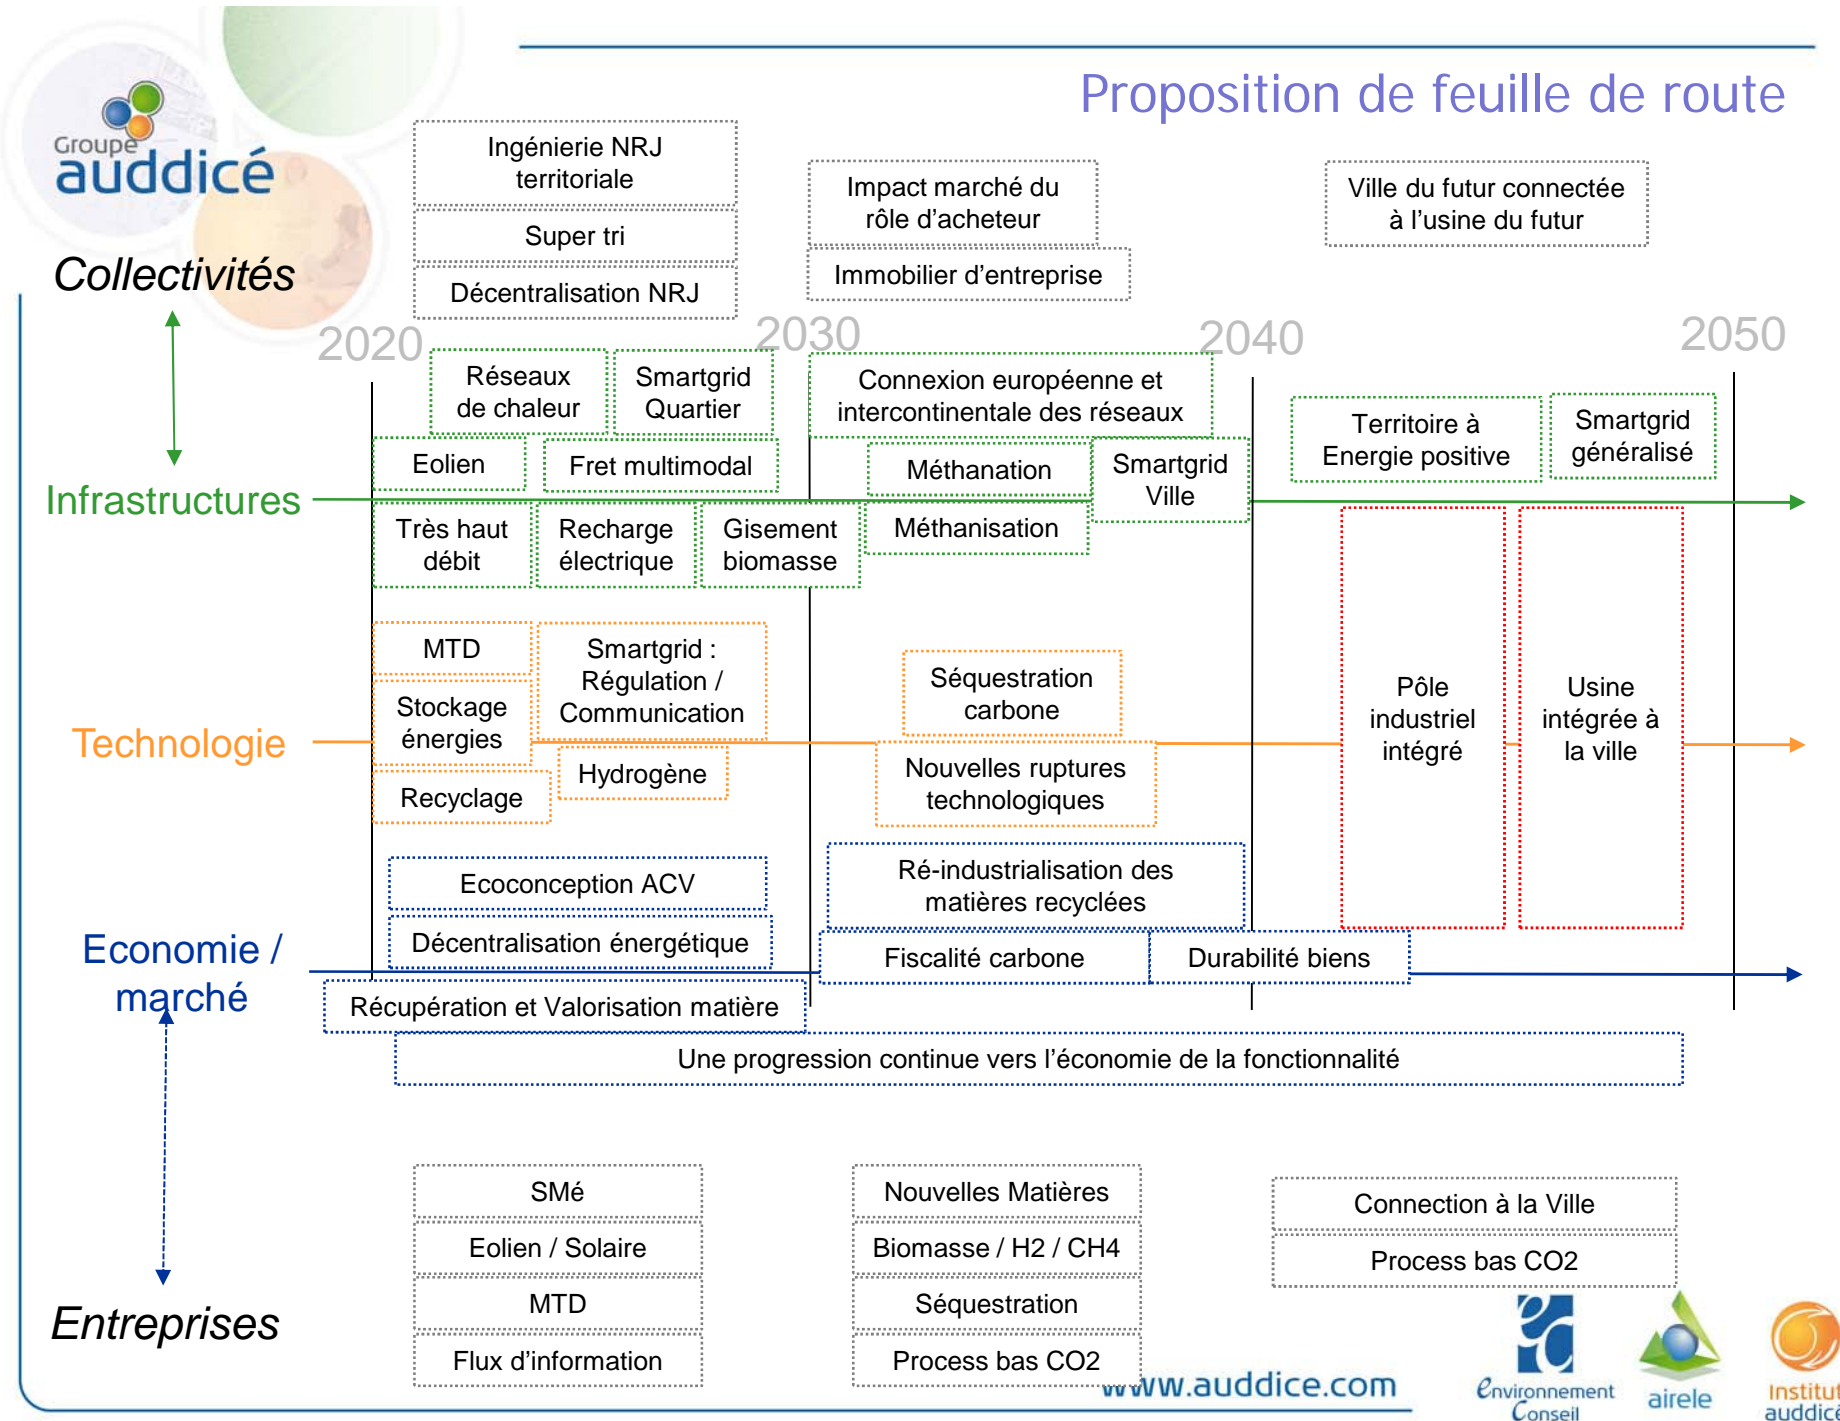 Proposition de feuille de route
Groupe
auddicé
Collectivités
Ingénierie NRJ
territoriale
Super tri
Décentralisation NRJ
Impact marché du
rôle d'acheteur
Immobilier d'entreprise
Ville du futur connectée
à l'usine du futur
2020
2030
2040
2050
Infrastructures
Réseaux
de chaleur
Smartgrid
Quartier
Eolien
Fret multimodal
Très haut
débit
Recharge
électrique
Gisement
biomasse
Connexion européenne et
intercontinentale des réseaux
Méthanation
Méthanisation
Smartgrid
Ville
Territoire à
Energie positive
Smartgrid
généralisé
Technologie
MTD
Stockage
énergies
Recyclage
Smartgrid :
Régulation /
Communication
Hydrogène
Séquestration
carbone
Nouvelles ruptures
technologiques
Pôle
industriel
intégré
Usine
intégrée à
la ville
Economie /
marché
Ecoconception ACV
Décentralisation énergétique
Récupération et Valorisation matière
Ré-industrialisation des
matières recyclées
Fiscalité carbone
Durabilité biens
Une progression continue vers l'économie de la fonctionnalité
Entreprises
SMé
Eolien / Solaire
MTD
Flux d'information
Nouvelles Matières
Biomasse / H2 / CH4
Séquestration
Process bas CO2
Connection à la Ville
Process bas CO2
www.auddice.com
environnement
Conseil
airele
Institut
auddicé